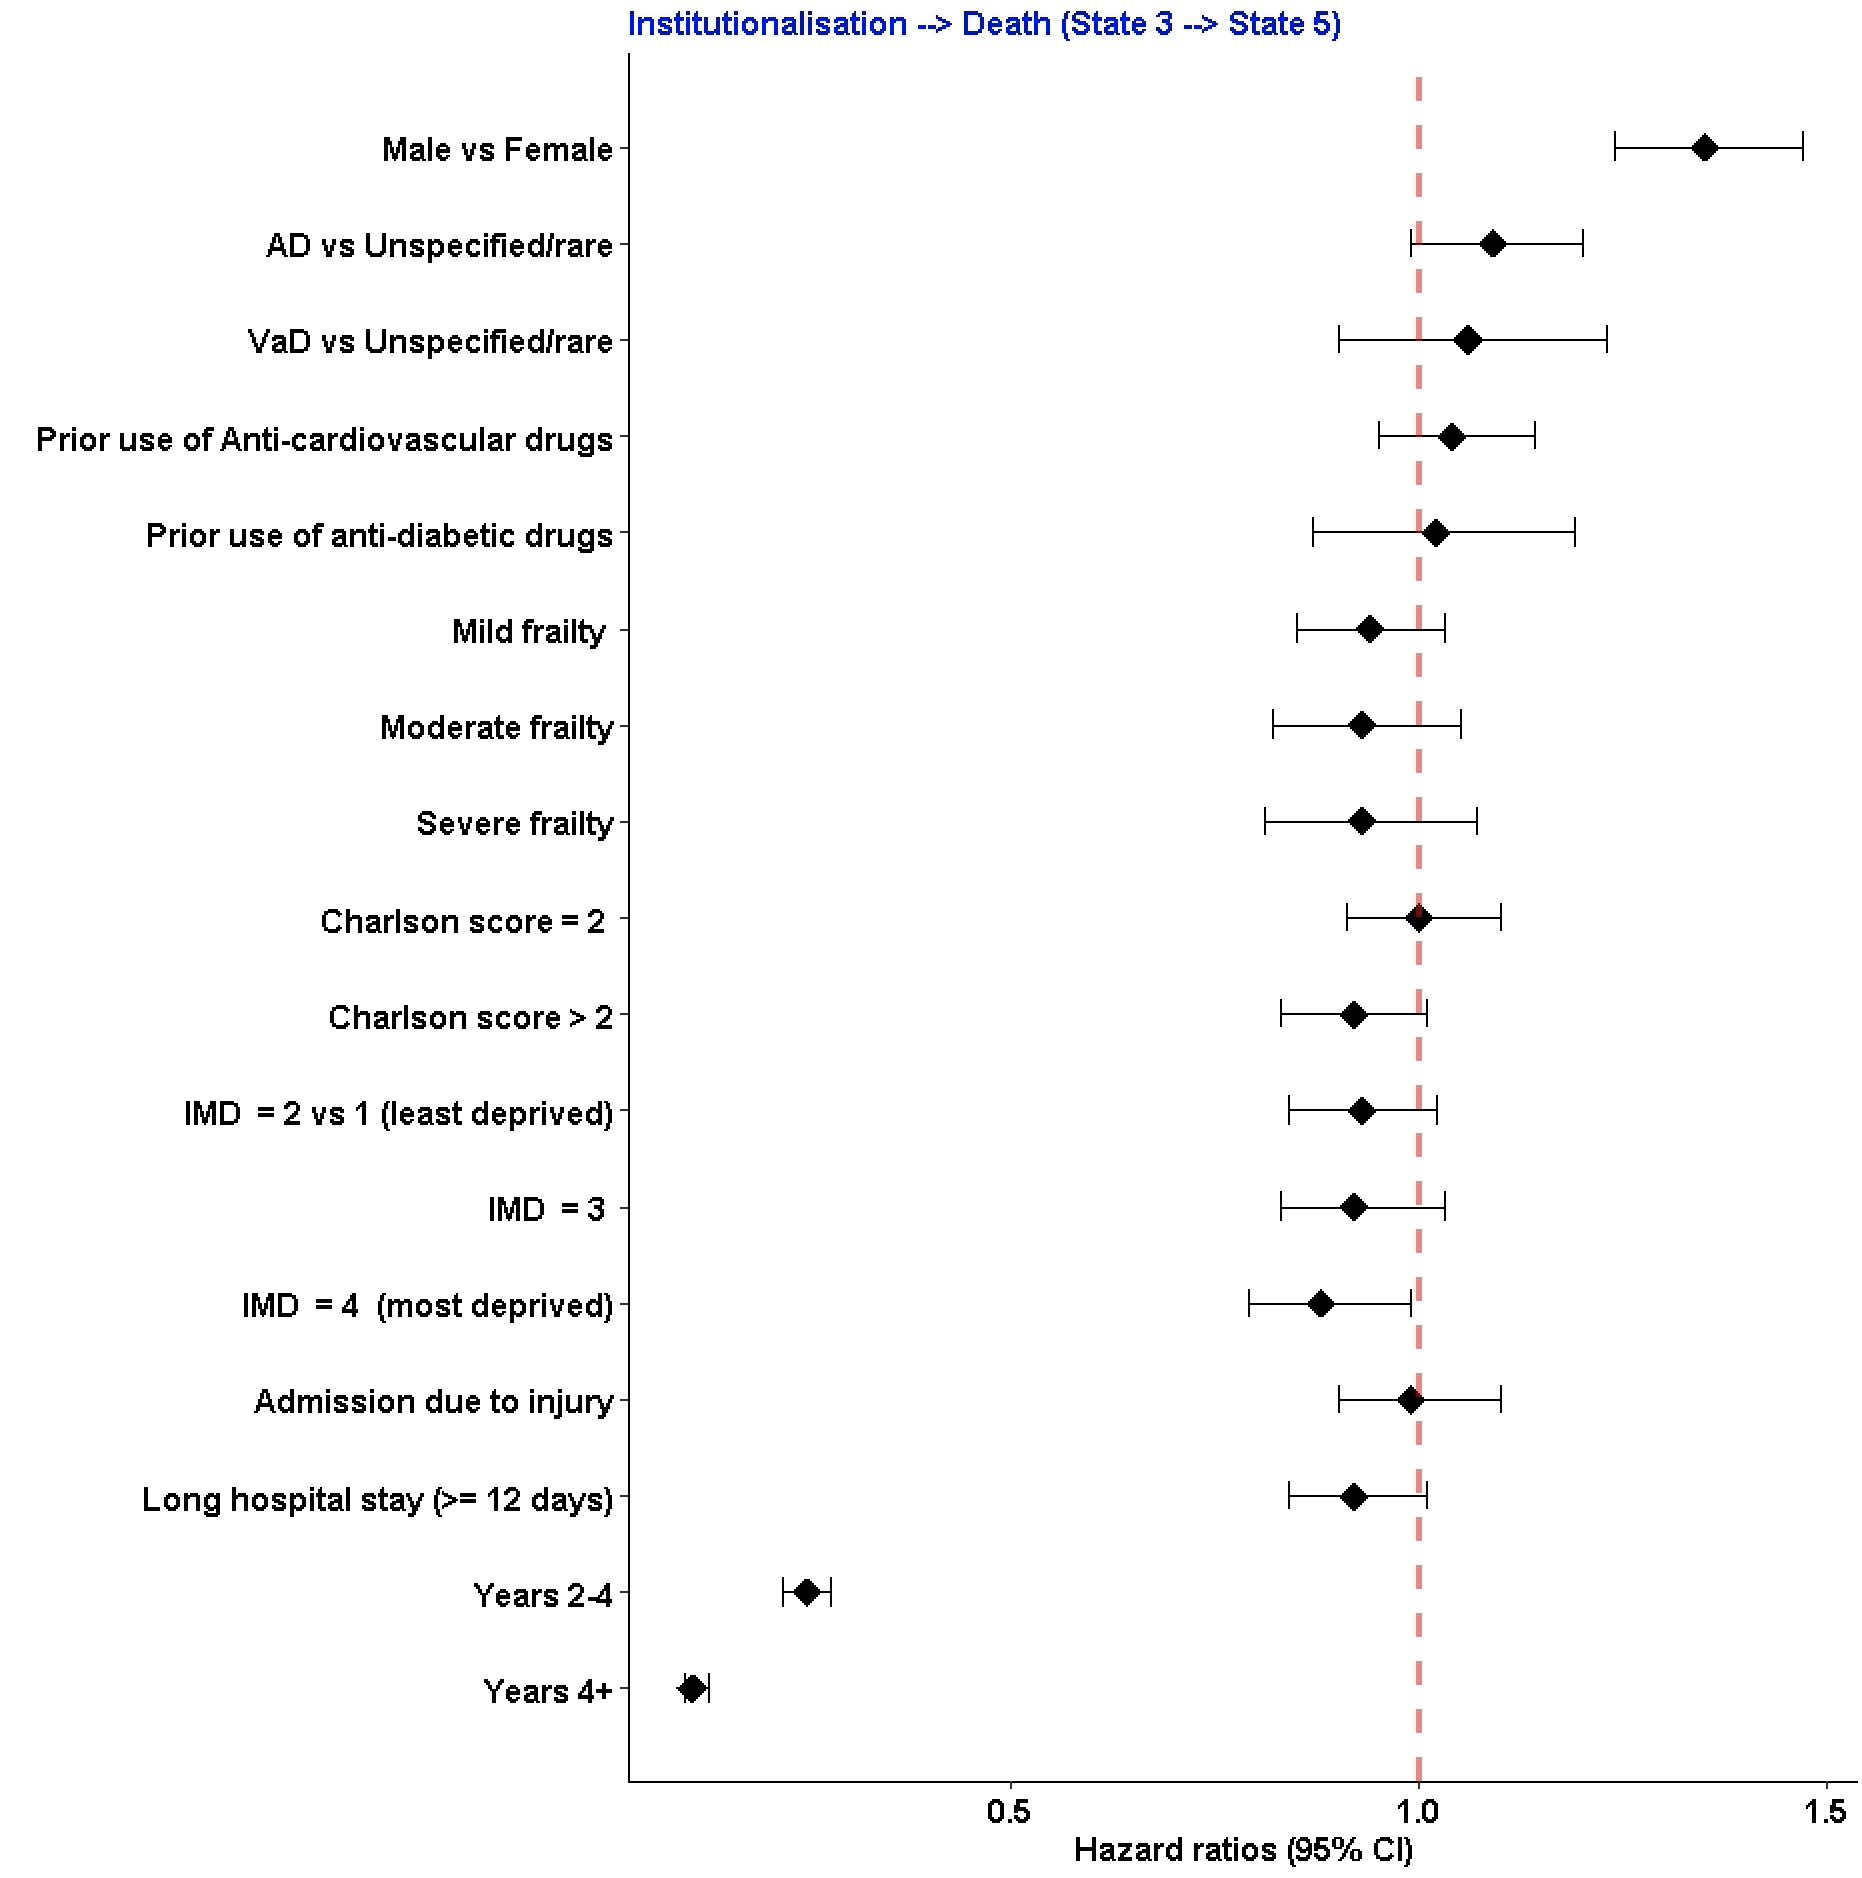 Institutionalisation --> Death (State 3 --> State 5)
Male vs Female
AD vs Unspecified/rare
VaD vs Unspecified/rare
Prior use of Anti-cardiovascular drugs
Prior use of anti-diabetic drugs
Mild frailty
Moderate frailty
Severe frailty
Charlson score = 2
Charlson score > 2
IMD = 2 vs 1 (least deprived)
IMD = 3
IMD = 4 (most deprived)
Admission due to injury
Long hospital stay (>= 12 days)
Years 2-4
Years 4+
0.5 1.0 1.5
Hazard ratios (95% CI)